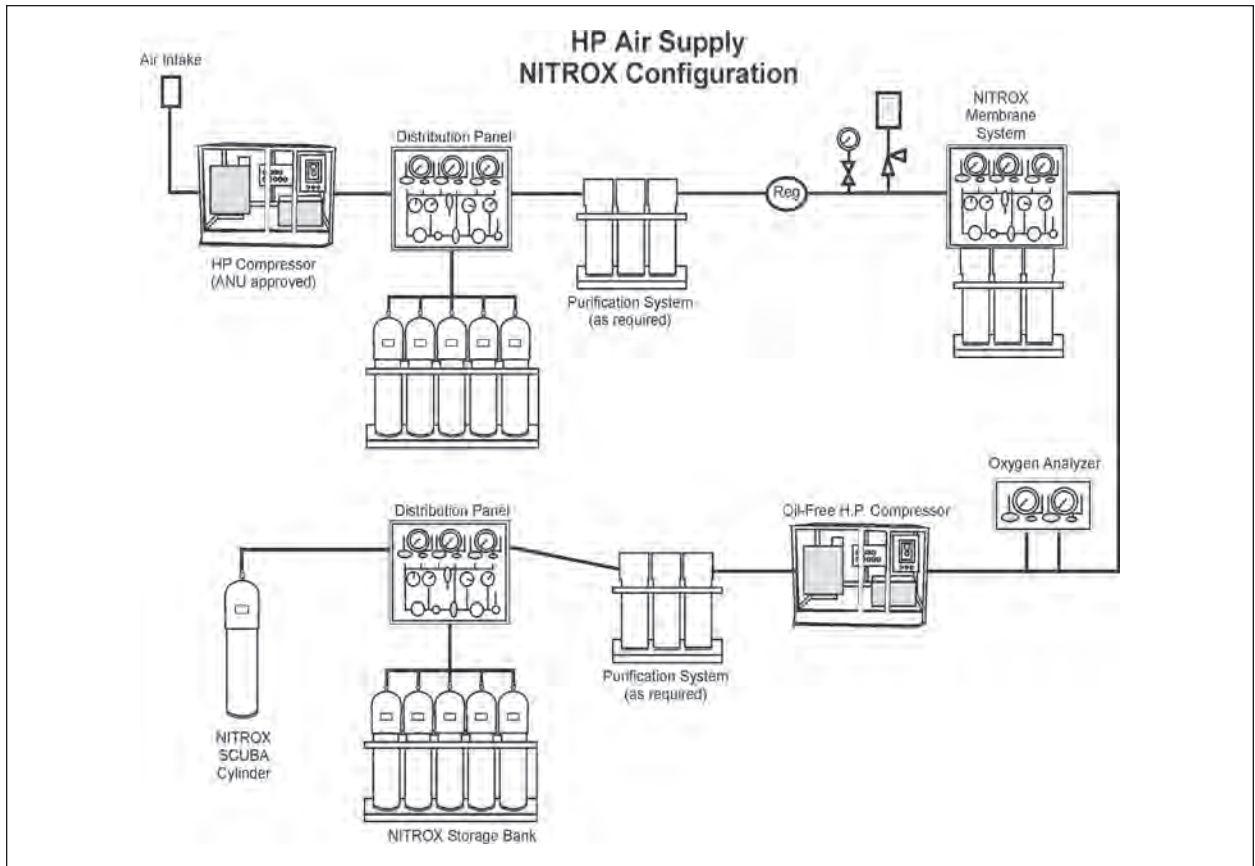 HP Air Supply
NITROX Configuration
Air Intake
HP Compressor
(ANU approved)
Distribution Panel
Purification System
(as required)
Reg
NITROX
Membrane
System
Oxygen Analyzer
Oil-Free H.P. Compressor
Purification System
(as required)
Distribution Panel
NITROX Storage Bank
NITROX
SCUBA
Cylinder